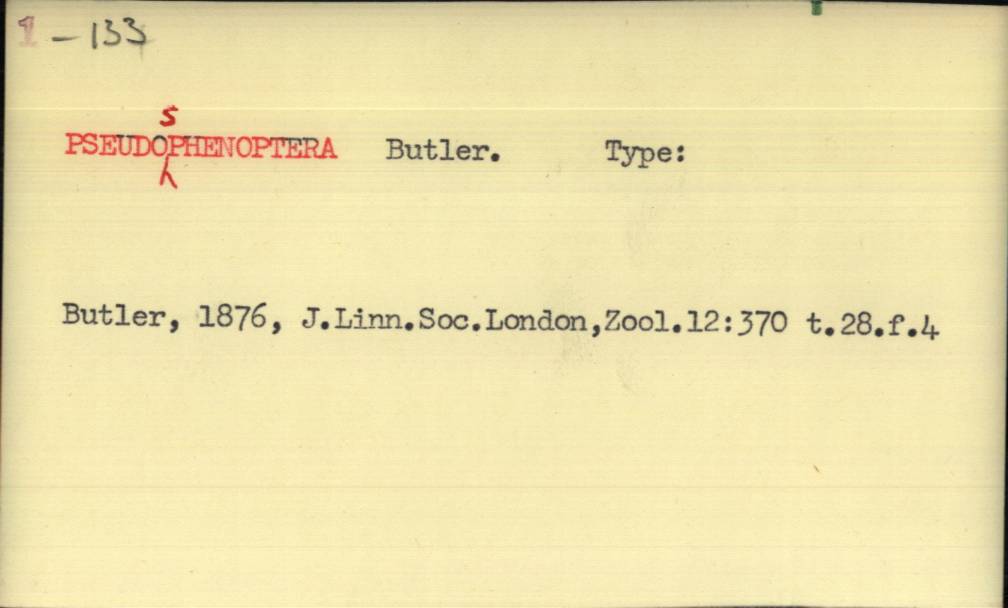 1 - 133
s
PSEUDOPHENOPTERA Butler. Type:
h
Butler, 1876, J.Linn.Soc.London,Zool.12:370 t.28.f.4